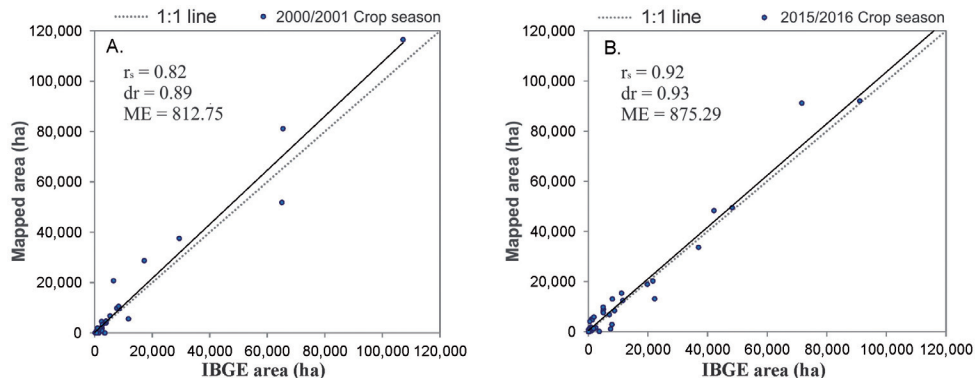 1:1 line 2000/2001 Crop season
A.
rs = 0.82
dr = 0.89
ME = 812.75
120,000
100,000
80,000
60,000
40,000
20,000
0
Mapped area (ha)
0 20,000 40,000 60,000 80,000 100,000 120,000
IBGE area (ha)
1:1 line 2015/2016 Crop season
B.
rs = 0.92
dr = 0.93
ME = 875.29
120,000
100,000
80,000
60,000
40,000
20,000
0
Mapped area (ha)
0 20,000 40,000 60,000 80,000 100,000 120,000
IBGE area (ha)